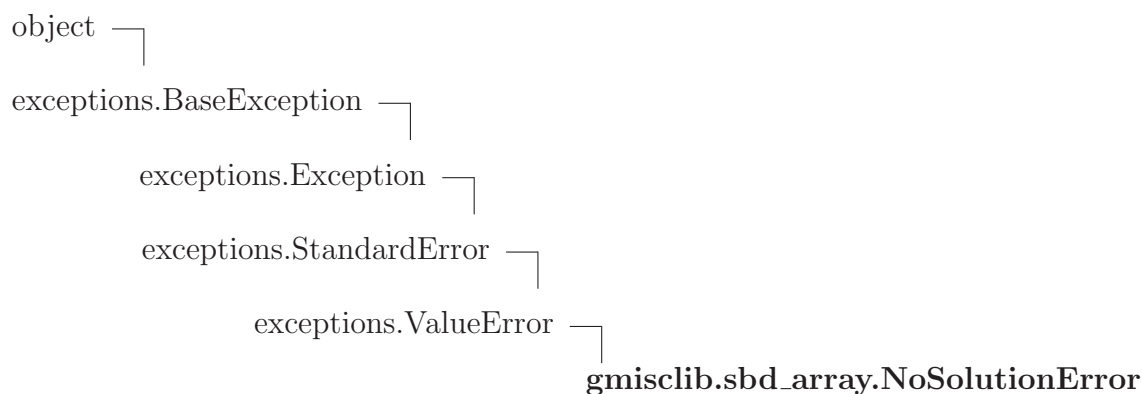 object
exceptions.BaseException
exceptions.Exception
exceptions.StandardError
exceptions.ValueError
gmisclib.sbd_array.NoSolutionError